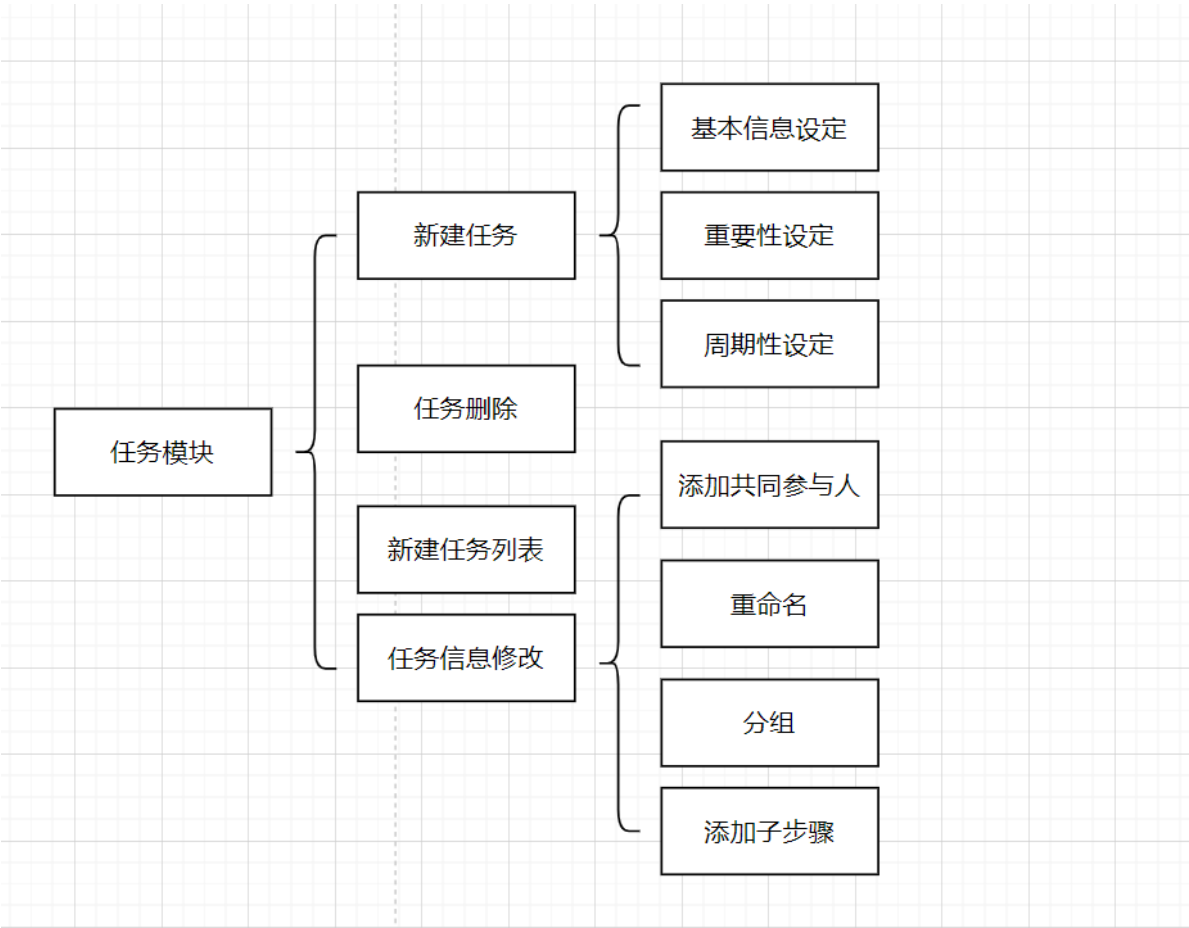 任务模块
新建任务
基本信息设定
重要性设定
周期性设定
任务删除
新建任务列表
任务信息修改
添加共同参与人
重命名
分组
添加子步骤